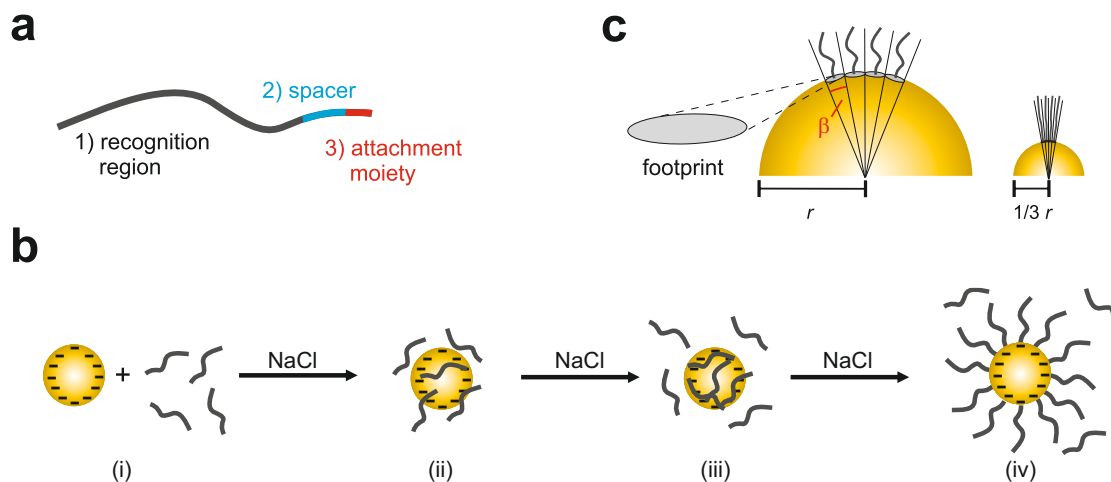 a
1) recognition
region
2) spacer
3) attachment
moiety
c
β
footprint
r
1/3 r
b
+
NaCl
NaCl
NaCl
(i)
(ii)
(iii)
(iv)